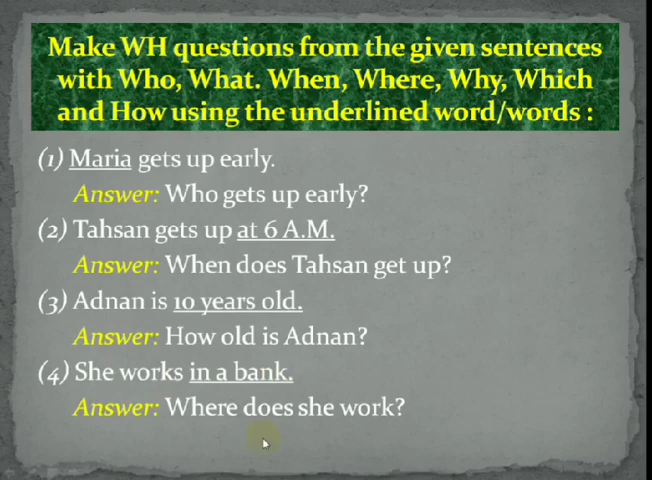 Make WH questions from the given sentences
with Who, What. When, Where, Why, Which
and How using the underlined word/words :
(1) Maria gets up early.
Answer: Who gets up early?
(2) Tahsan gets up at 6 A.M.
Answer: When does Tahsan get up?
(3) Adnan is 10 years old.
Answer: How old is Adnan?
(4) She works in a bank.
Answer: Where does she work?